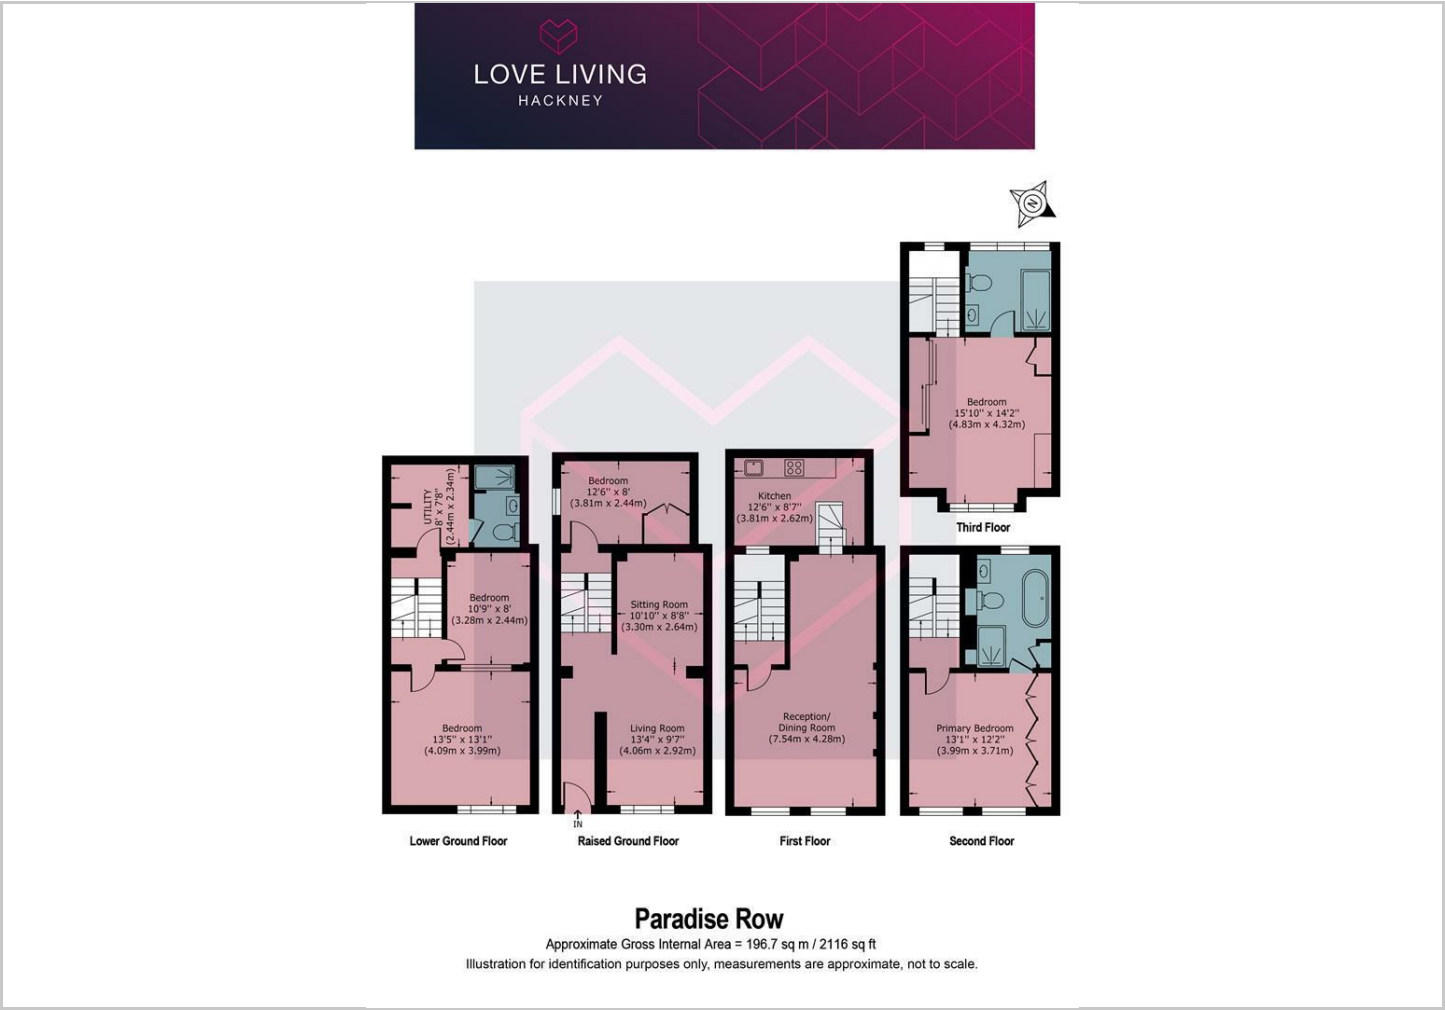 LOVE LIVING
HACKNEY
N
Bedroom
15'10" x 14'2"
(4.83m x 4.32m)
Third Floor
UTILITY
8' x 7'8"
(2.44m x 2.34m)
Bedroom
10'9" x 8'
(3.28m x 2.44m)
Bedroom
13'5" x 13'1"
(4.09m x 3.99m)
Lower Ground Floor
Bedroom
12'6" x 8'
(3.81m x 2.44m)
Sitting Room
10'10" x 8'8"
(3.30m x 2.64m)
Living Room
13'4" x 9'7"
(4.06m x 2.92m)
IN
Raised Ground Floor
Kitchen
12'6" x 8'7"
(3.81m x 2.62m)
Reception/
Dining Room
(7.54m x 4.28m)
First Floor
Primary Bedroom
13'1" x 12'2"
(3.99m x 3.71m)
Second Floor
Paradise Row
Approximate Gross Internal Area = 196.7 sq m / 2116 sq ft
Illustration for identification purposes only, measurements are approximate, not to scale.